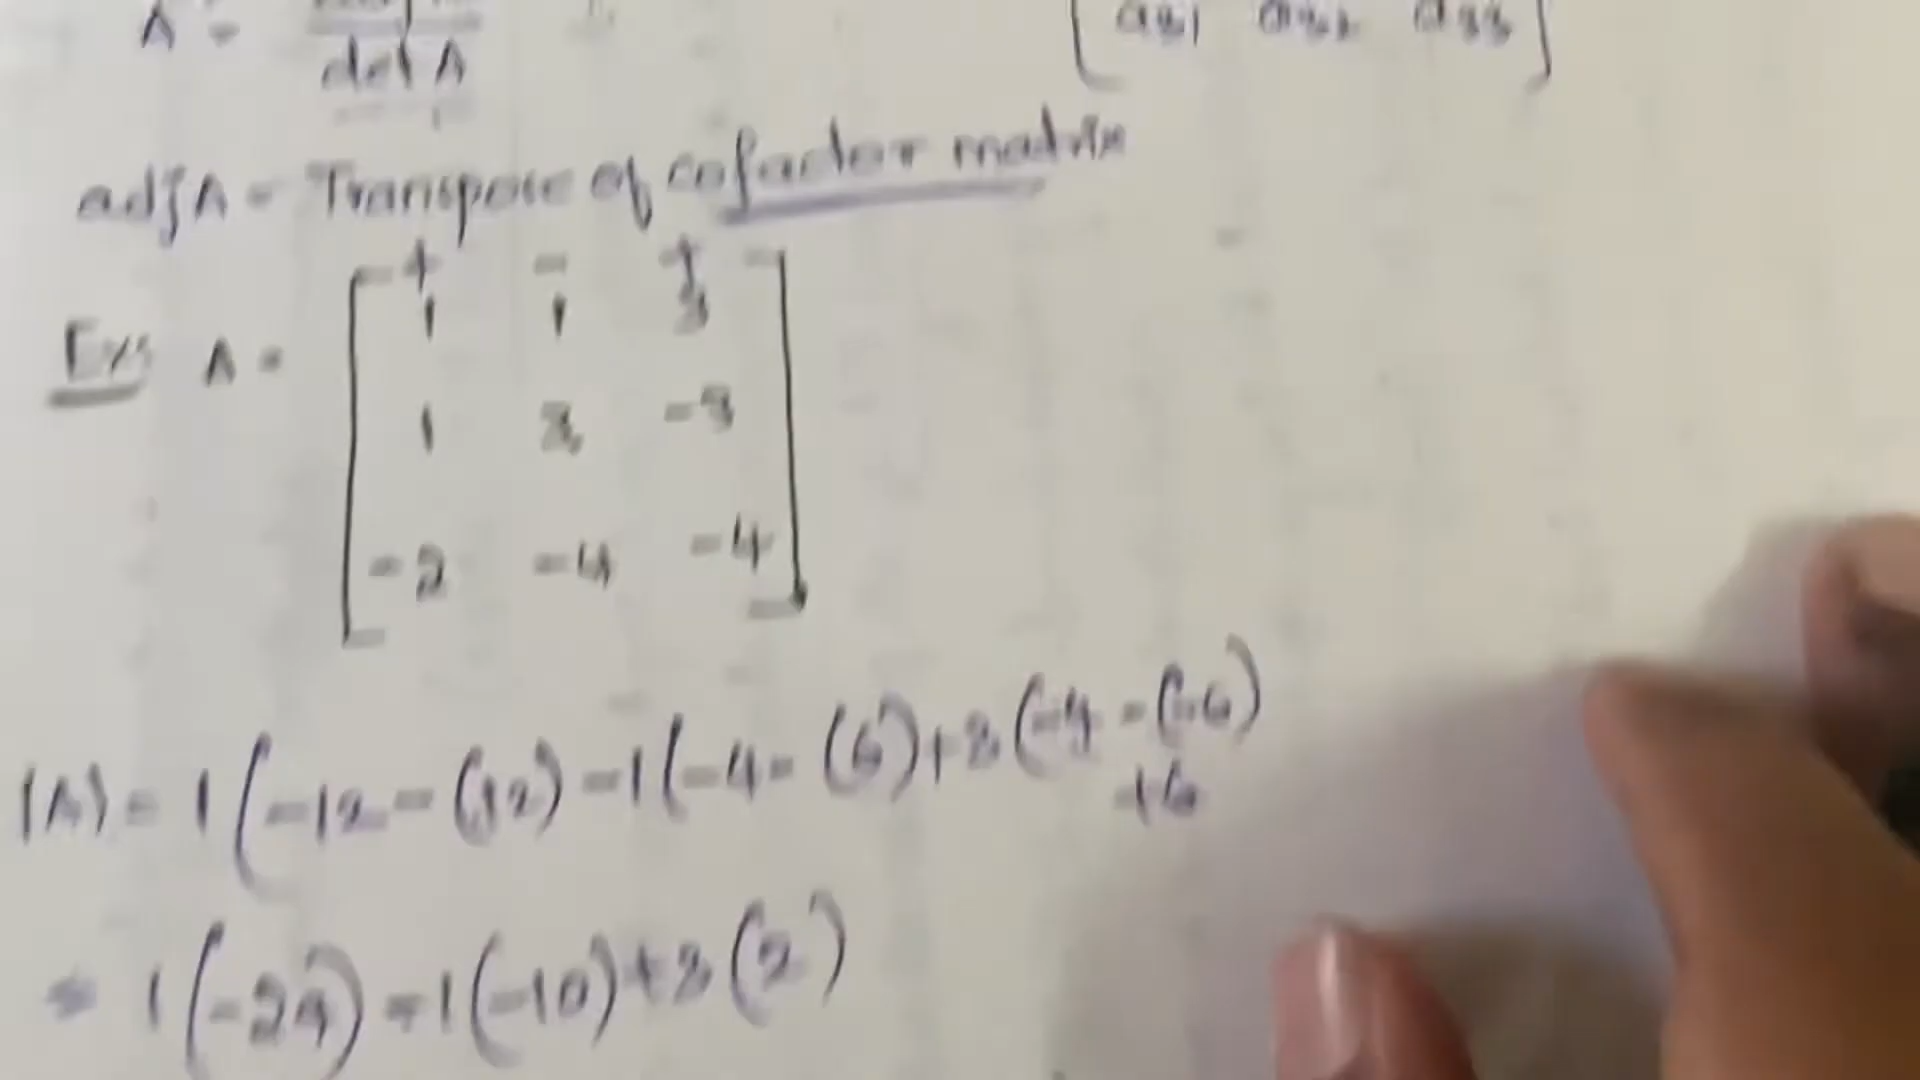 A =
det A
a31 a32 a33
adj A = Transpose of cofactor matrix
+ - +
Ex: A = 1 1 3
1 3 -3
-2 -4 -4
|A| = 1(-12-(12)-1(-4-(6)+3(-4-(-6)
+6
= 1(-24)-1(-10)+3(2)